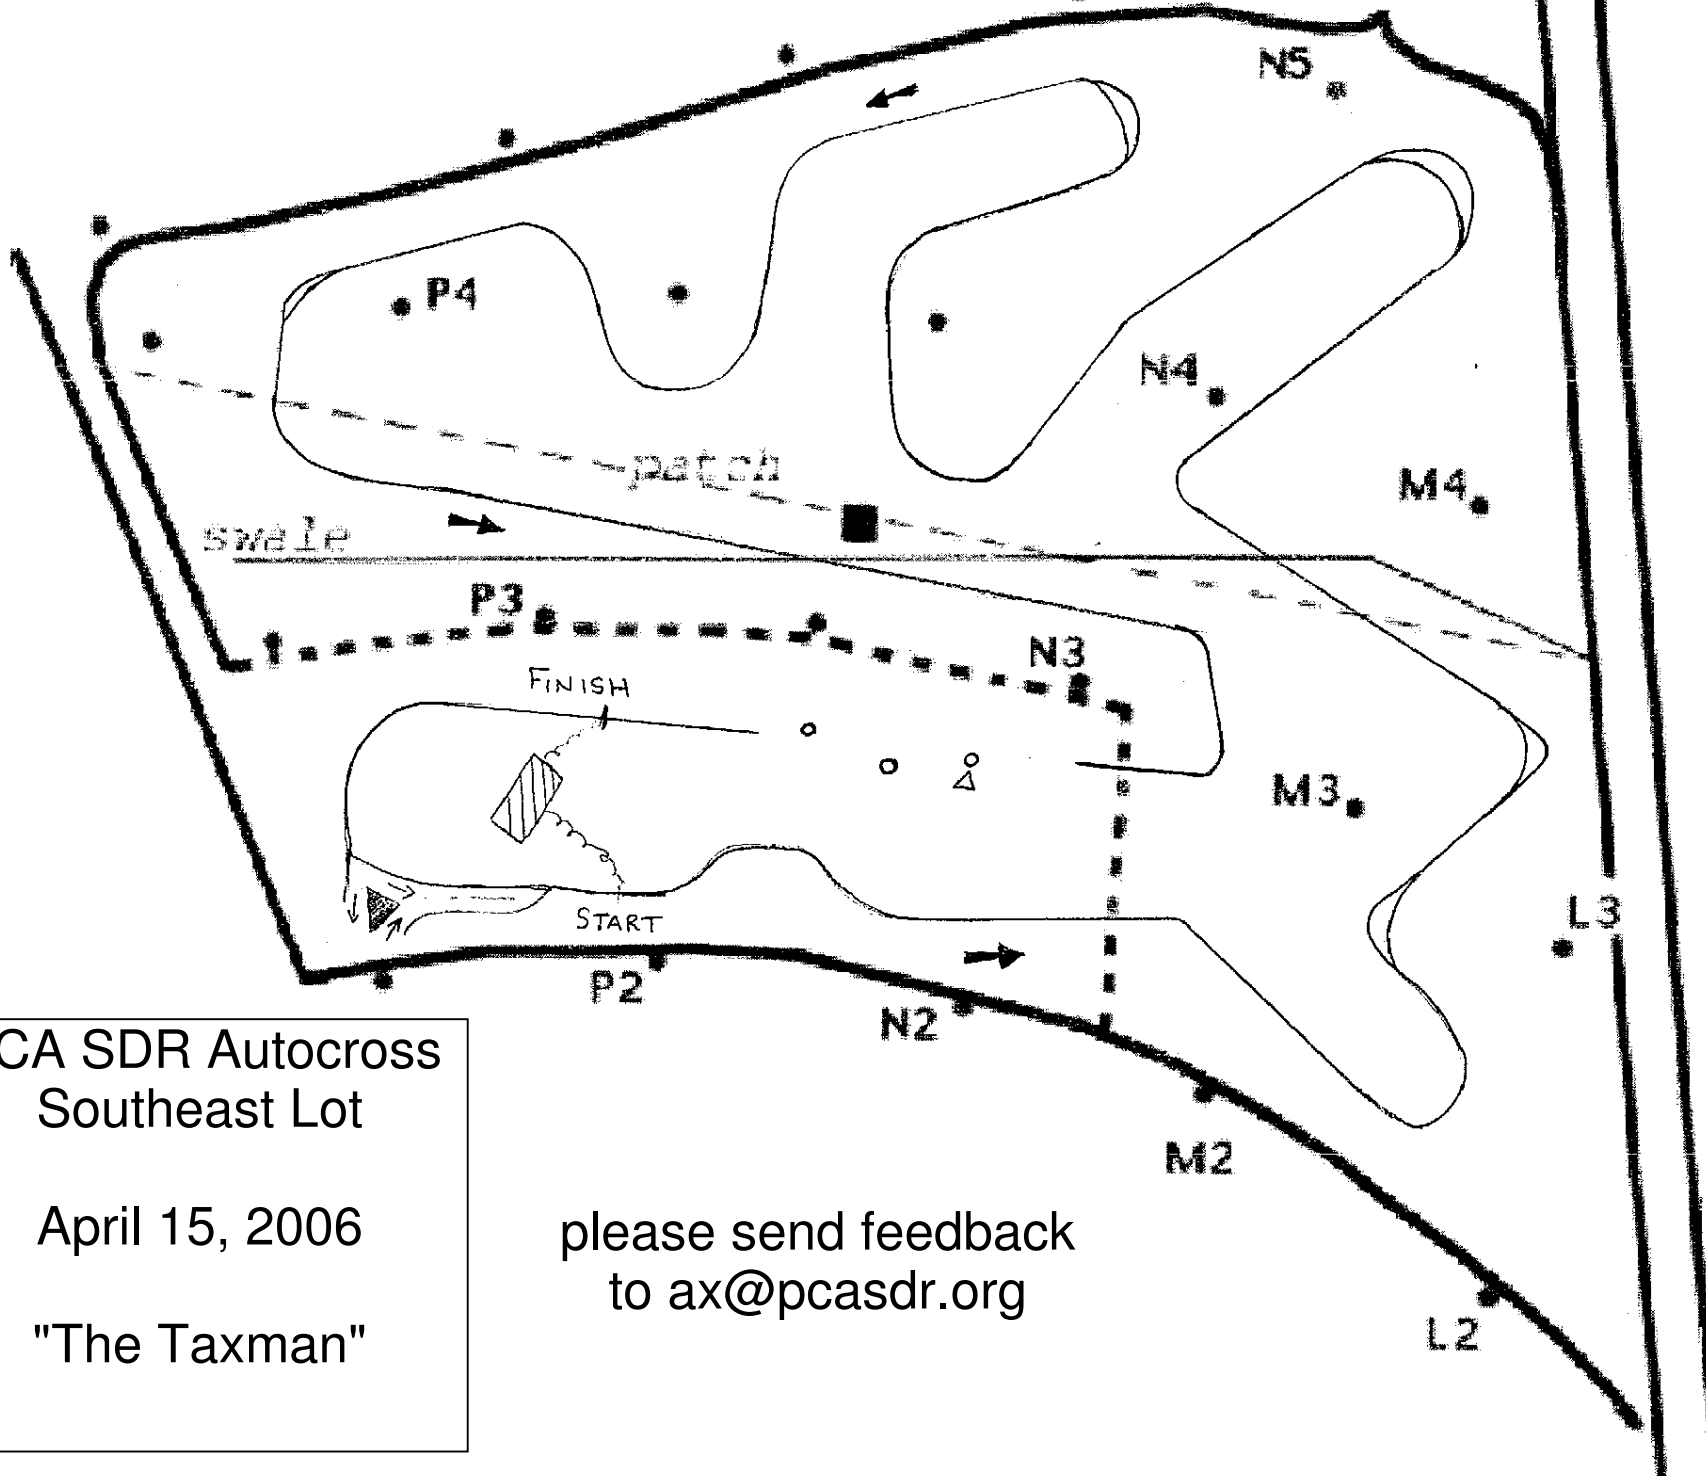 N5
P4
N4
patch
M4
swale
P3
N3
FINISH
M3
L3
START
P2
N2
CA SDR Autocross
Southeast Lot
April 15, 2006
"The Taxman"
M2
please send feedback
to ax@pcasdr.org
L2